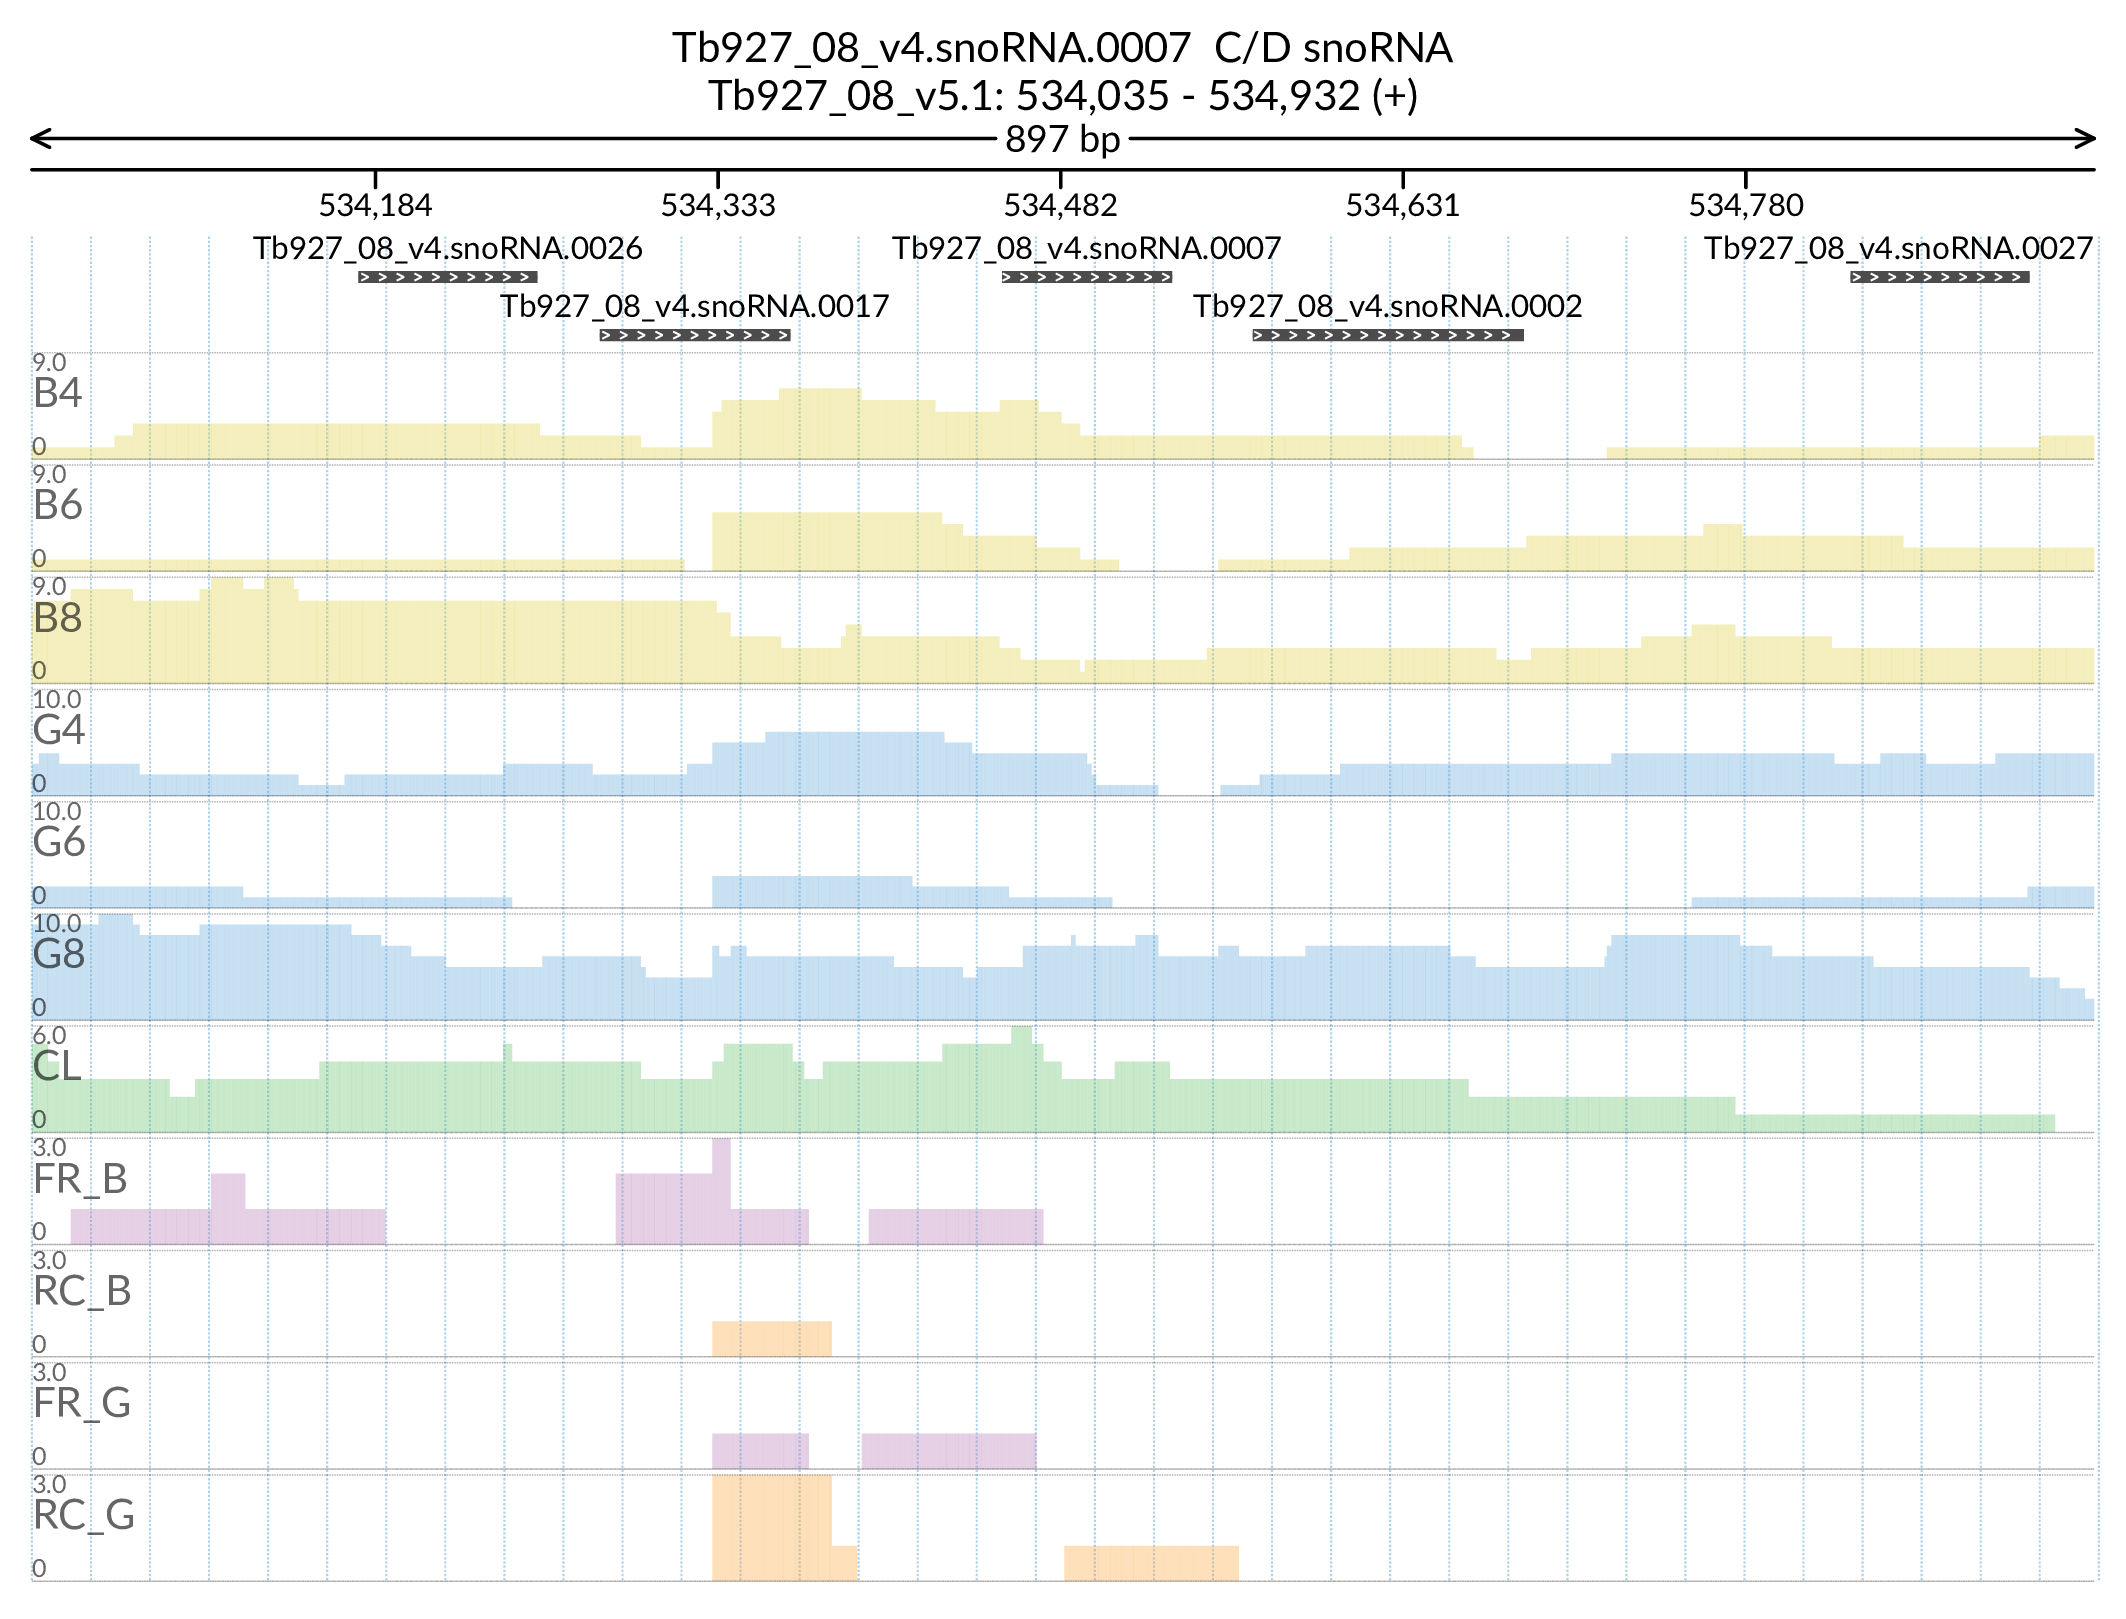 Tb927_08_v4.snoRNA.0007  C/D snoRNA
Tb927_08_v5.1: 534,035 - 534,932 (+)
897 bp
534,184 534,333 534,482 534,631 534,780
Tb927_08_v4.snoRNA.0026 Tb927_08_v4.snoRNA.0007 Tb927_08_v4.snoRNA.0027
Tb927_08_v4.snoRNA.0017 Tb927_08_v4.snoRNA.0002
9.0
B4
0
9.0
B6
0
9.0
B8
0
10.0
G4
0
10.0
G6
0
10.0
G8
0
6.0
CL
0
3.0
FR_B
0
3.0
RC_B
0
3.0
FR_G
0
3.0
RC_G
0